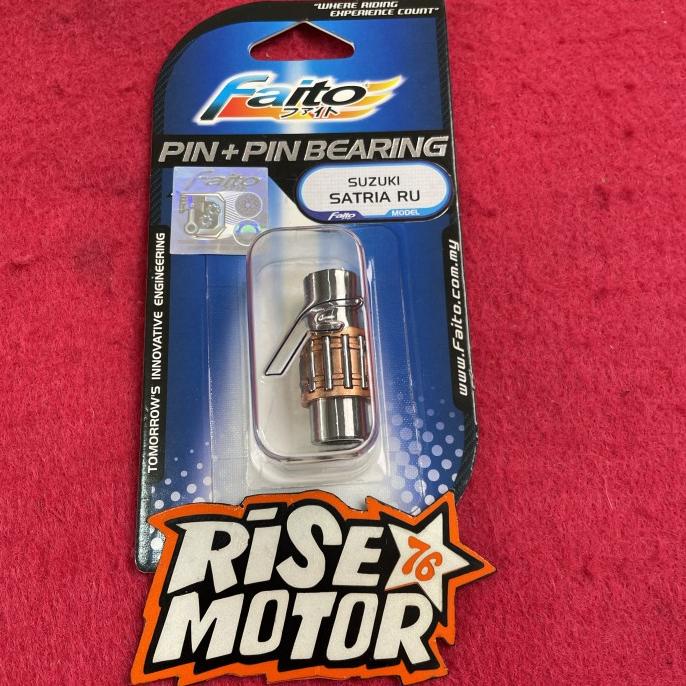 "WHERE RIDING
EXPERIENCE COUNT"
Faito
ファイト
PIN + PIN BEARING
Faito
SUZUKI
SATRIA RU
Faito
MODEL
TOMORROW'S INNOVATIVE ENGINEERING
www.Faito.com.my
RiSE
76
MOTOR